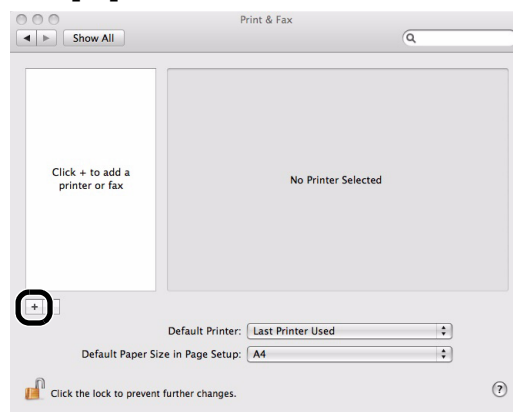 Print & Fax
Show All
Click + to add a
printer or fax
No Printer Selected
+
Default Printer: Last Printer Used
Default Paper Size in Page Setup: A4
Click the lock to prevent further changes.
?